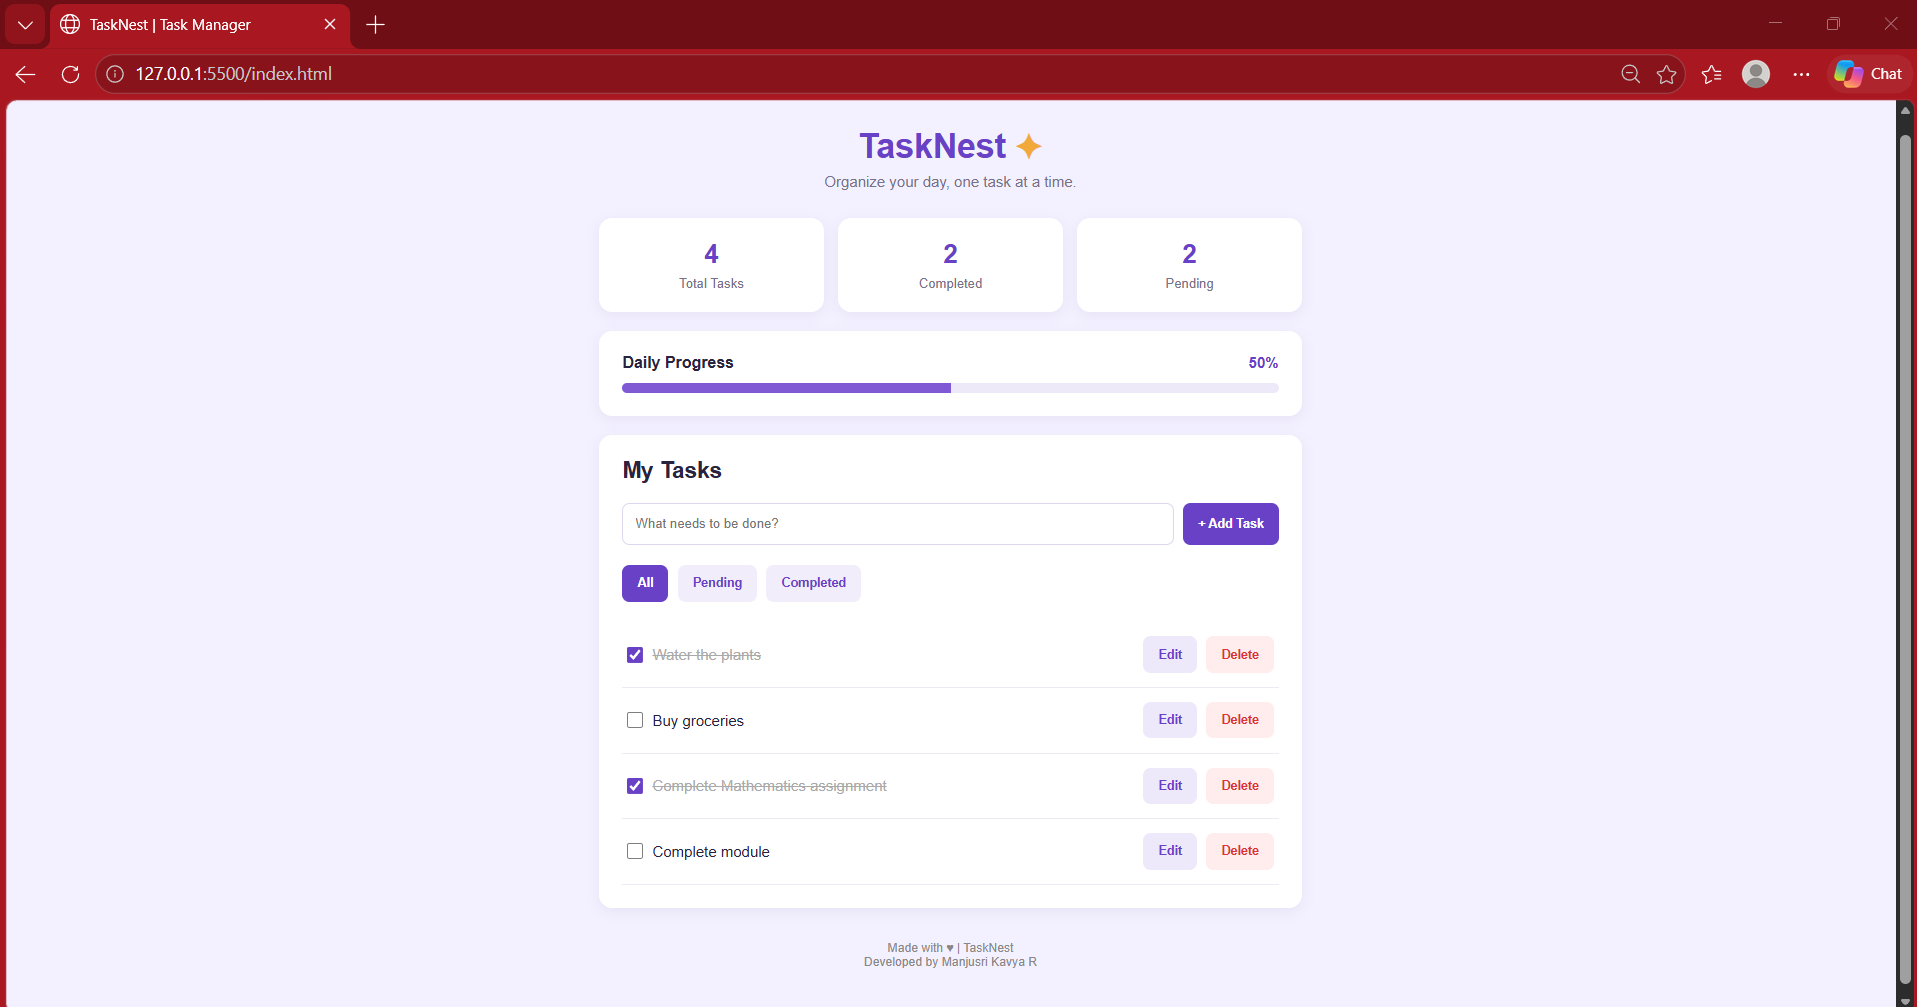 TaskNest | Task Manager
127.0.0.1:5500/index.html
Chat
TaskNest ✦
Organize your day, one task at a time.
4
Total Tasks
2
Completed
2
Pending
Daily Progress
50%
My Tasks
What needs to be done?
+ Add Task
All
Pending
Completed
Water the plants
Edit
Delete
Buy groceries
Edit
Delete
Complete Mathematics assignment
Edit
Delete
Complete module
Edit
Delete
Made with ♥ | TaskNest
Developed by Manjusri Kavya R